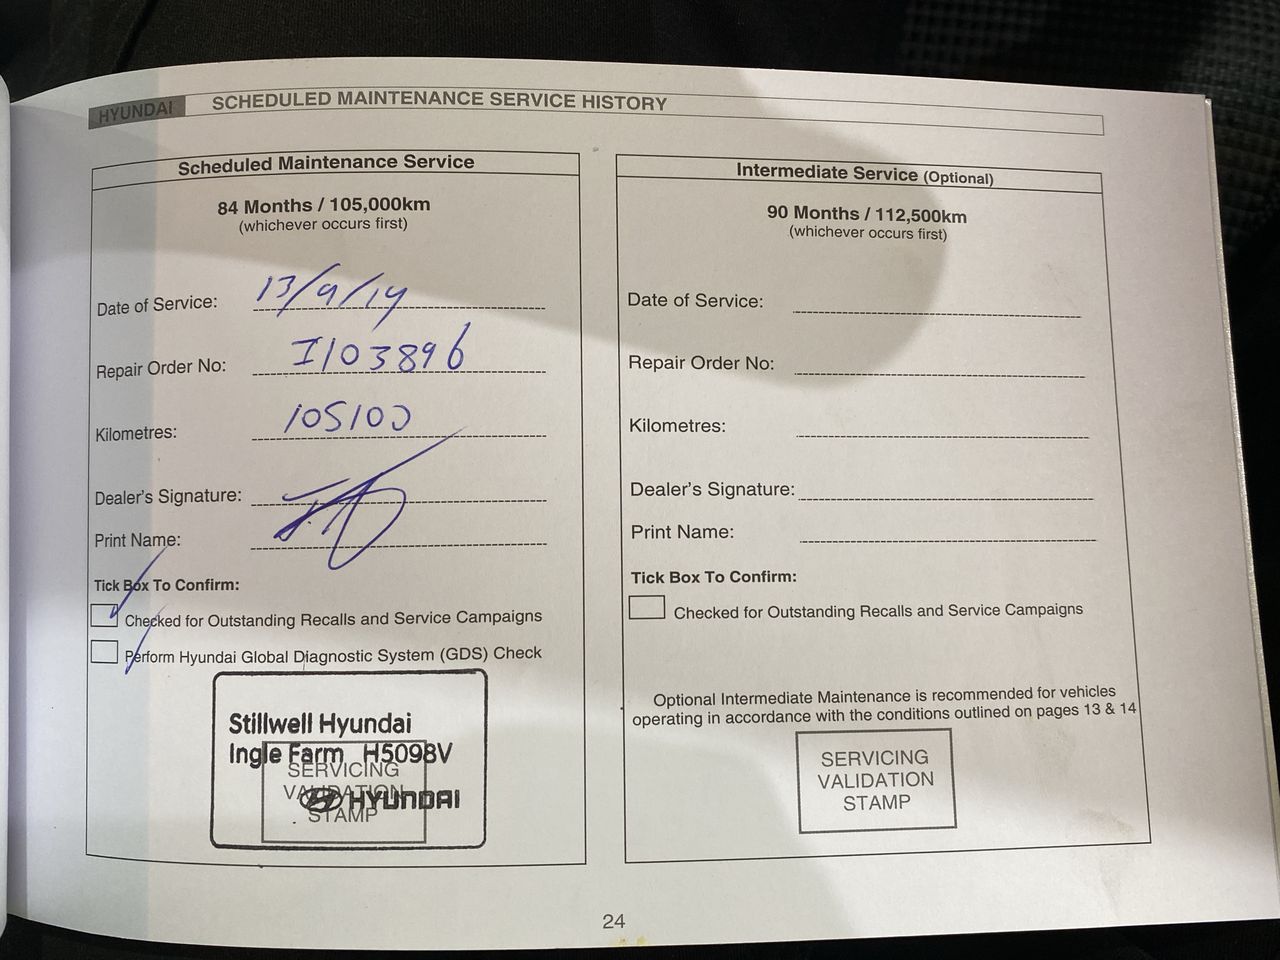 HYUNDAI SCHEDULED MAINTENANCE SERVICE HISTORY
Scheduled Maintenance Service
84 Months / 105,000km
(whichever occurs first)
Date of Service: 13/9/19
Repair Order No: I103896
Kilometres: 105100
Dealer's Signature:
Print Name:
Tick Box To Confirm:
Checked for Outstanding Recalls and Service Campaigns
Perform Hyundai Global Diagnostic System (GDS) Check
Stillwell Hyundai
Ingle Farm H5098V
SERVICING
VALIDATION
HYUNDAI
STAMP
Intermediate Service (Optional)
90 Months / 112,500km
(whichever occurs first)
Date of Service:
Repair Order No:
Kilometres:
Dealer's Signature:
Print Name:
Tick Box To Confirm:
Checked for Outstanding Recalls and Service Campaigns
Optional Intermediate Maintenance is recommended for vehicles
operating in accordance with the conditions outlined on pages 13 & 14
SERVICING
VALIDATION
STAMP
24